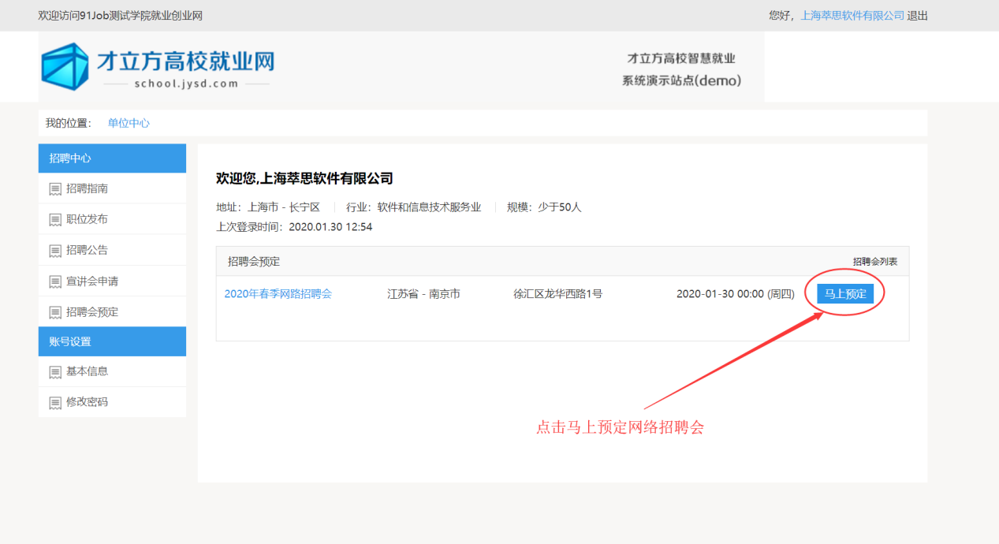 欢迎访问91Job测试学院就业创业网
您好，上海萃思软件有限公司 退出
才立方高校就业网
school.jysd.com
才立方高校智慧就业
系统演示站点(demo)
我的位置： 单位中心
招聘中心
招聘指南
职位发布
招聘公告
宣讲会申请
招聘会预定
账号设置
基本信息
修改密码
欢迎您,上海萃思软件有限公司
地址：上海市 - 长宁区 行业：软件和信息技术服务业 规模：少于50人
上次登录时间：2020.01.30 12:54
招聘会预定 招聘会列表
2020年春季网路招聘会 江苏省 - 南京市 徐汇区龙华西路1号 2020-01-30 00:00 (周四) 马上预定
点击马上预定网络招聘会